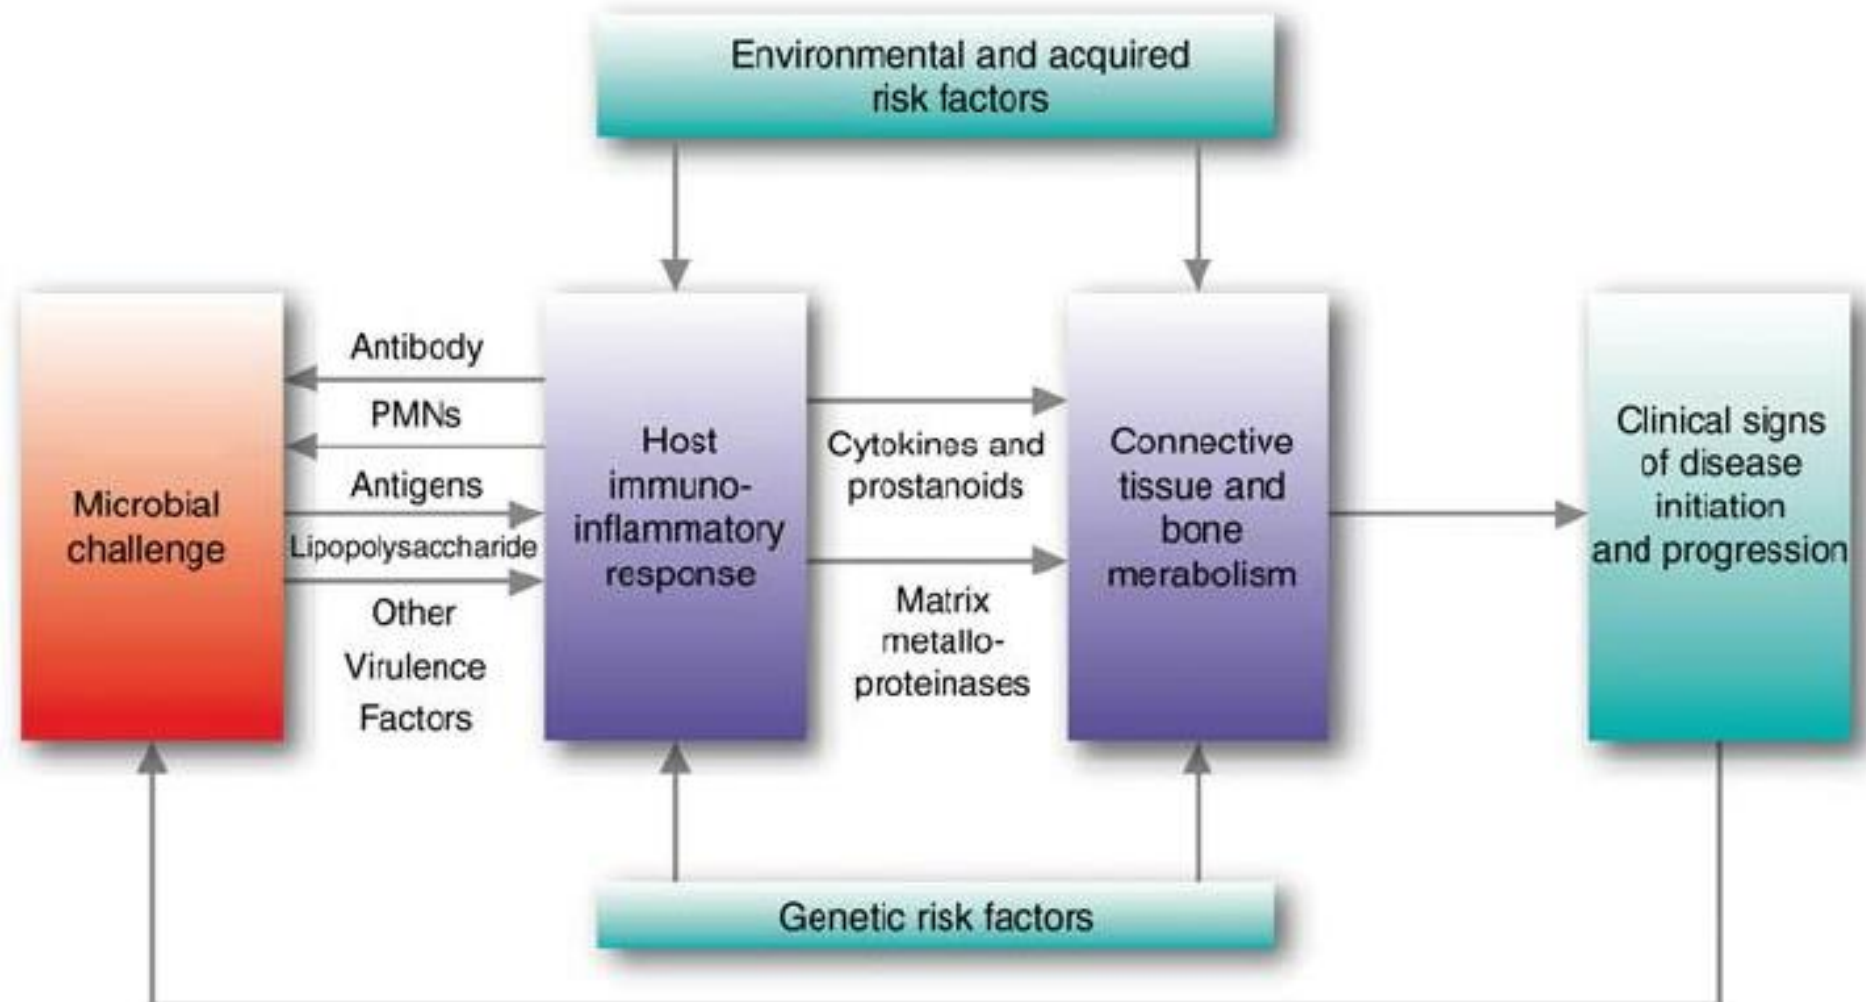 Environmental and acquired
risk factors
Microbial
challenge
Antibody
PMNs
Antigens
Lipopolysaccharide
Other
Virulence
Factors
Host
immuno-
inflammatory
response
Cytokines and
prostanoids
Matrix
metallo-
proteinases
Connective
tissue and
bone
merabolism
Clinical signs
of disease
initiation
and progression
Genetic risk factors